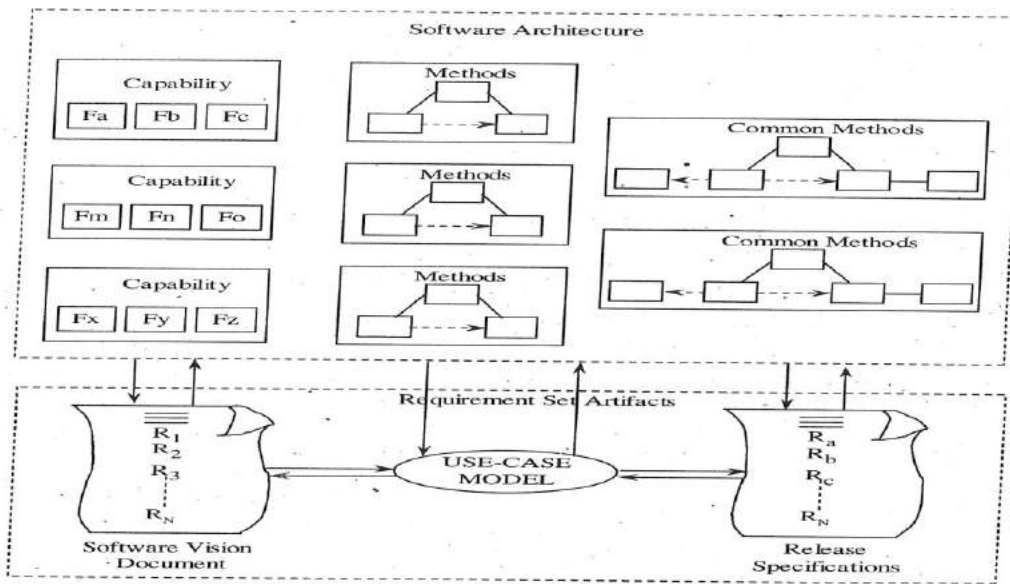 Software Architecture
Capability
Fa Fb Fc
Methods
Common Methods
Capability
Fm Fn Fo
Methods
Common Methods
Capability
Fx Fy Fz
Methods
Requirement Set Artifacts
R1
R2
R3
RN
USE-CASE
MODEL
Ra
Rb
Rc
RN
Software Vision
Document
Release
Specifications